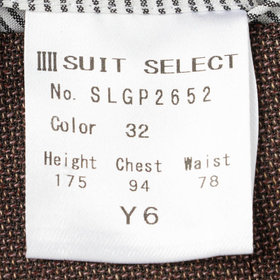 SUIT SELECT
No. SLGP2652
Color 32
Height Chest Waist
175 94 78
Y6